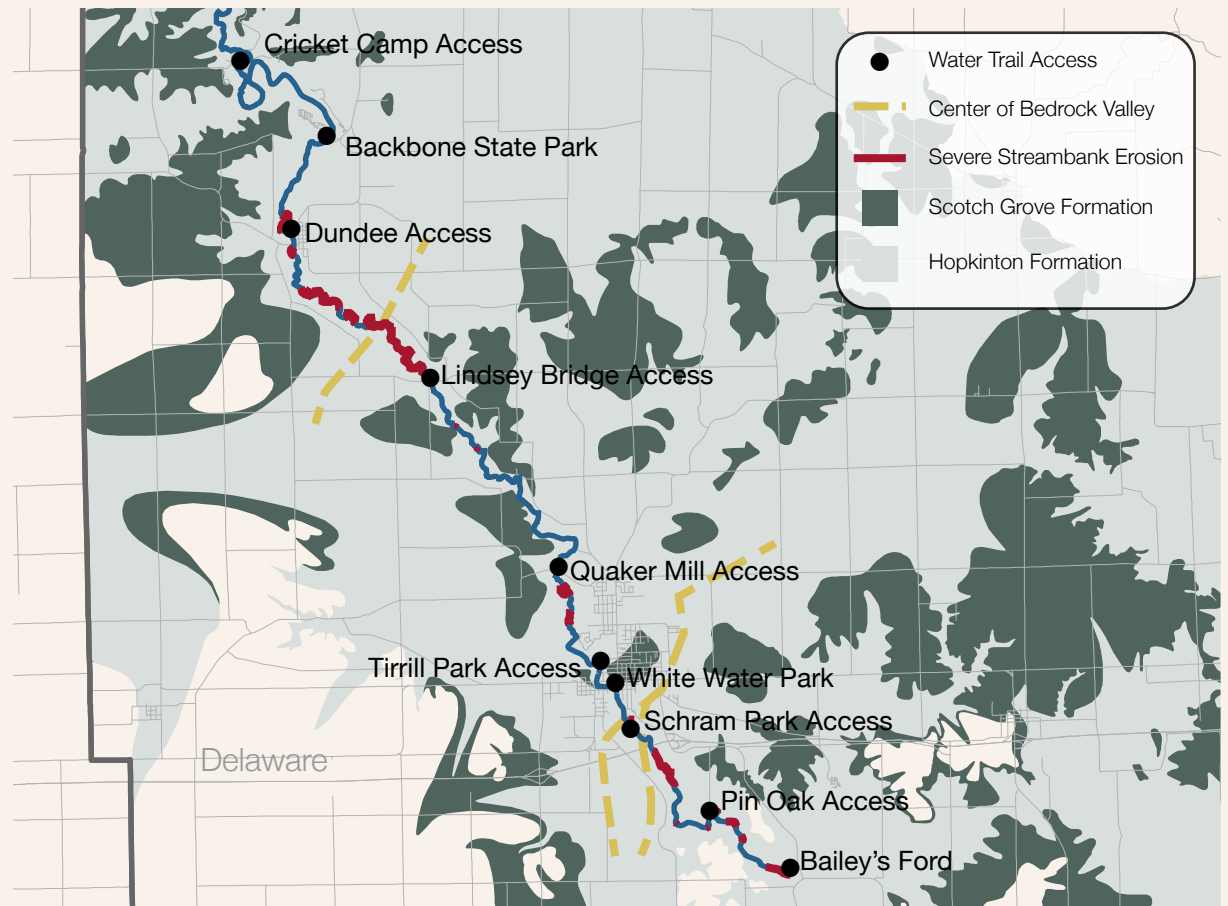 Cricket Camp Access
Water Trail Access
Center of Bedrock Valley
Backbone State Park
Severe Streambank Erosion
Scotch Grove Formation
Dundee Access
Hopkinton Formation
Lindsey Bridge Access
Quaker Mill Access
Tirrill Park Access
White Water Park
Schram Park Access
Delaware
Pin Oak Access
Bailey's Ford